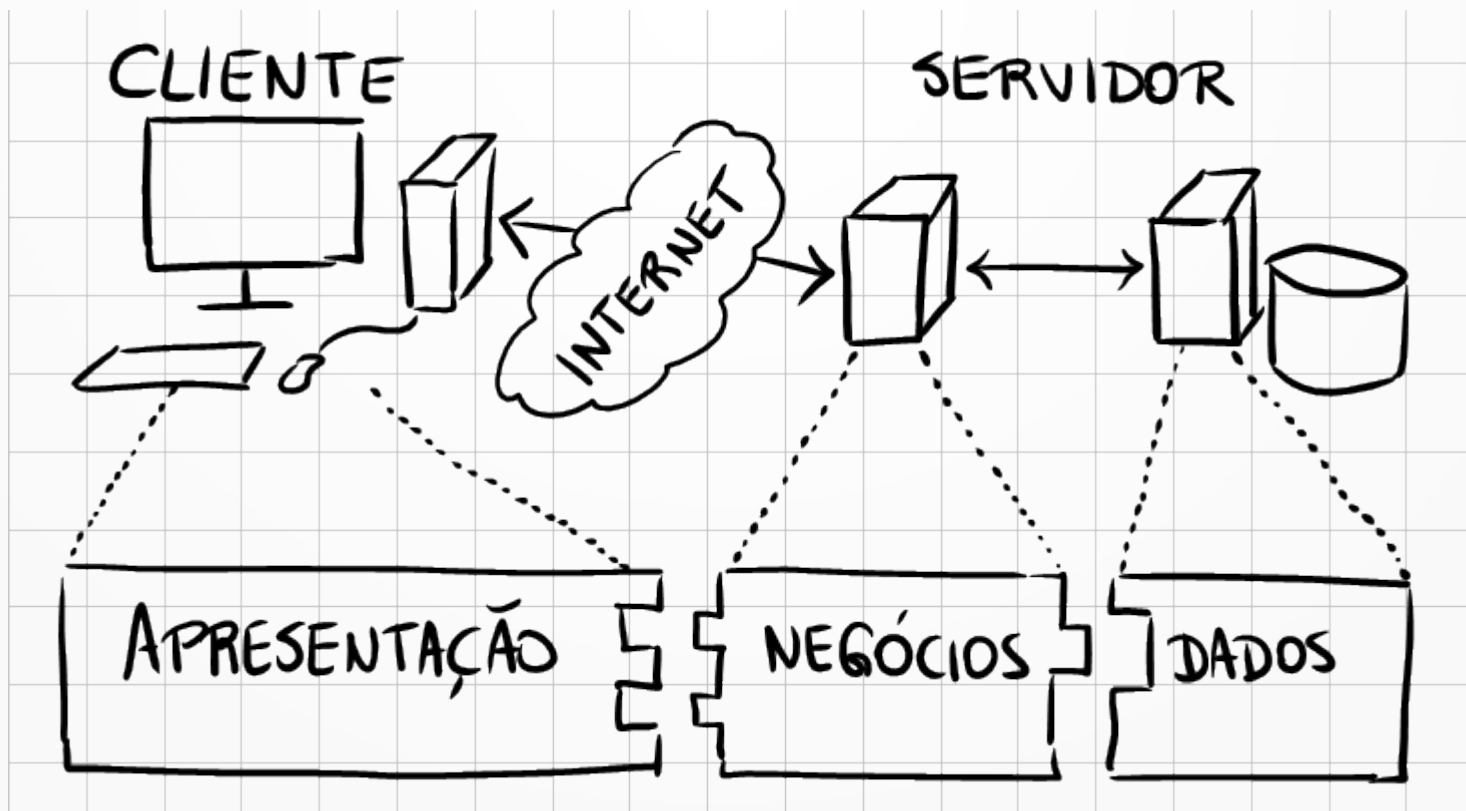 CLIENTE
SERVIDOR
INTERNET
APRESENTAÇÃO
NEGÓCIOS
DADOS